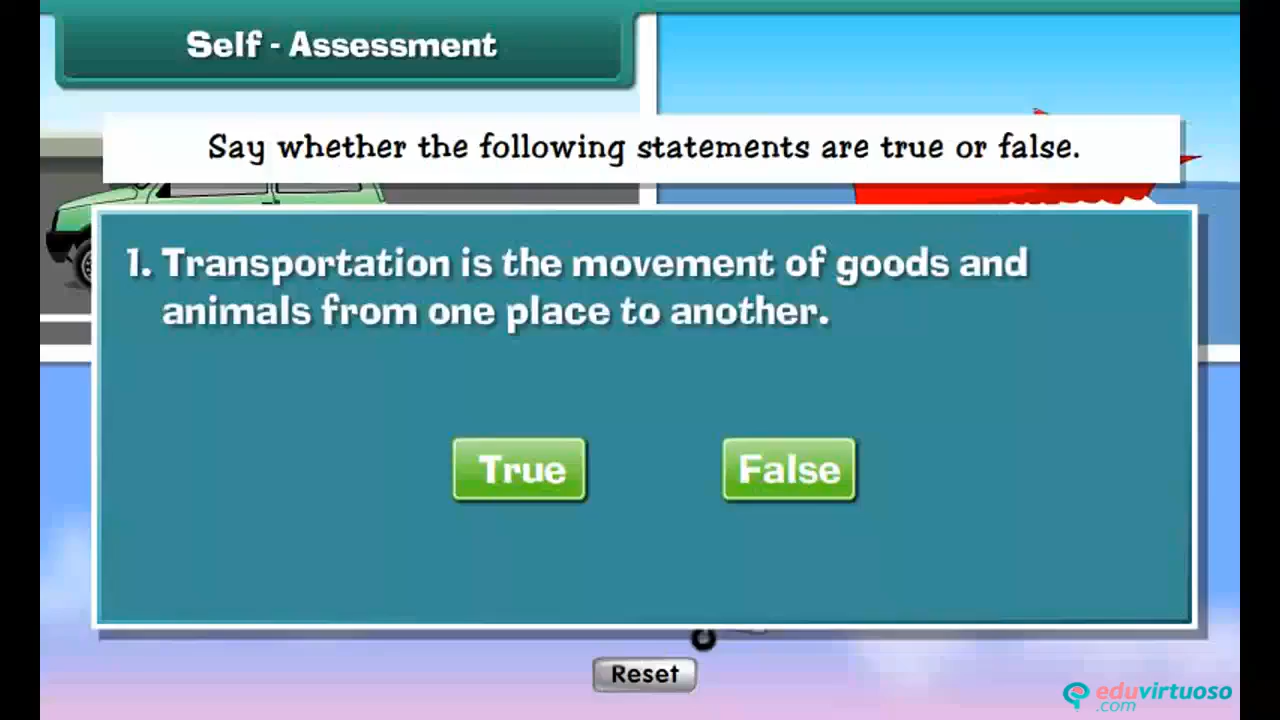 Self - Assessment
Say whether the following statements are true or false.
1. Transportation is the movement of goods and
animals from one place to another.
True
False
Reset
eduvirtuoso
.com